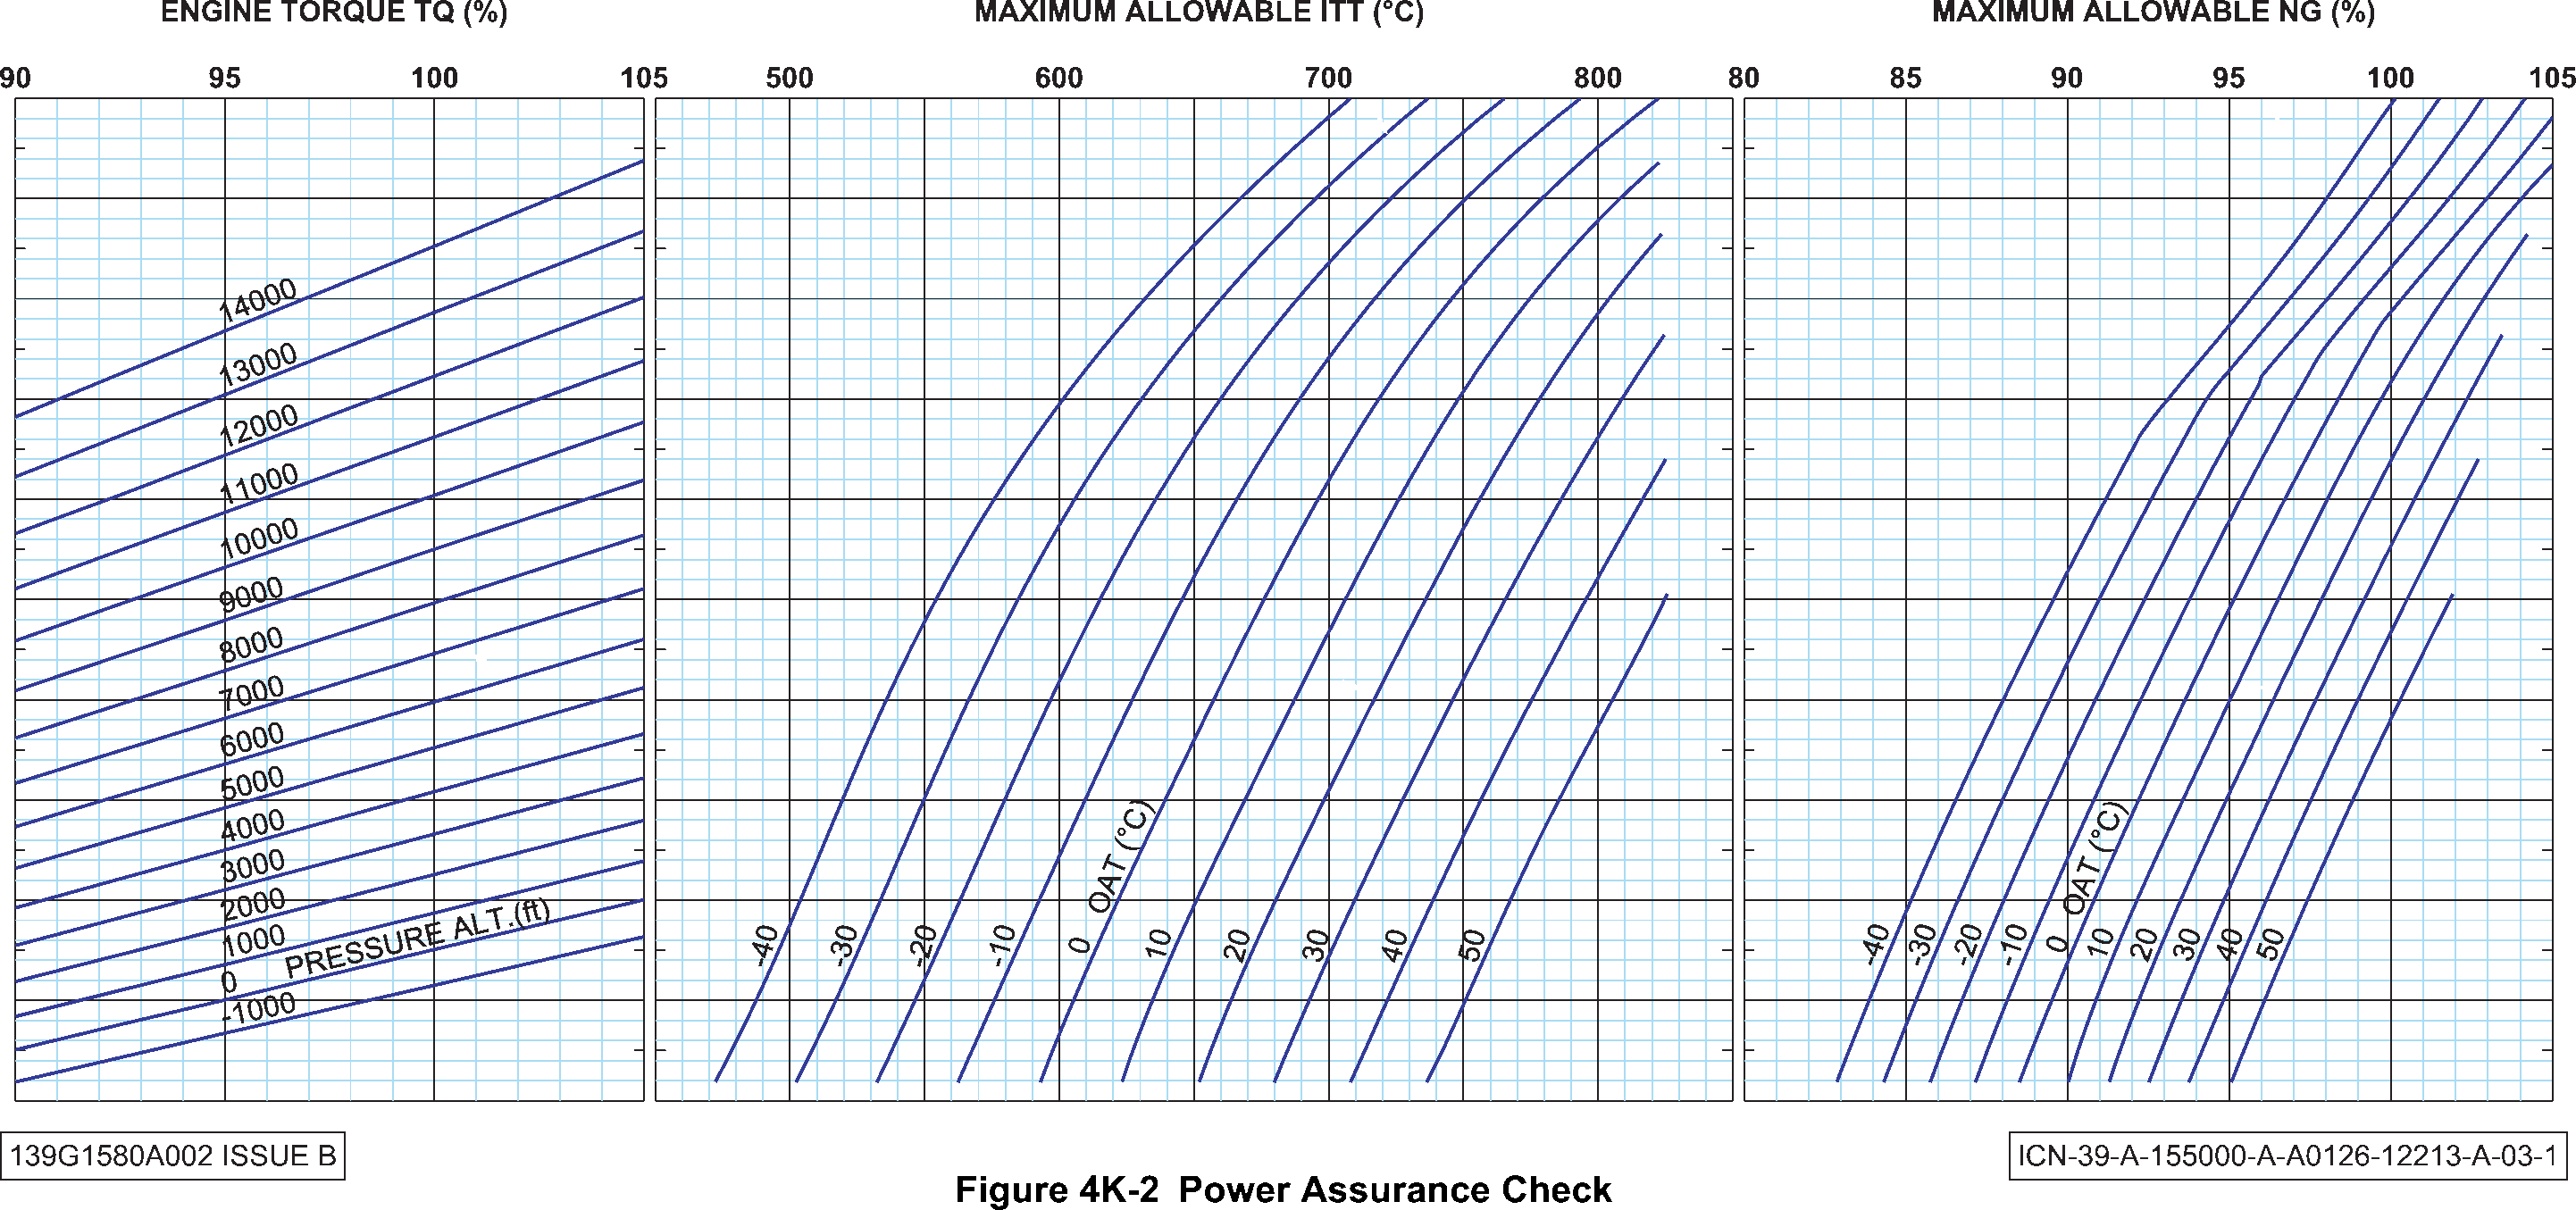 ENGINE TORQUE TQ (%)
MAXIMUM ALLOWABLE ITT (°C)
MAXIMUM ALLOWABLE NG (%)
90 95 100 105
500 600 700 800
80 85 90 95 100 105
14000
13000
12000
11000
10000
9000
8000
7000
6000
5000
4000
3000
2000
1000
0
-1000
PRESSURE ALT.(ft)
OAT (°C)
-40 -30 -20 -10 0 10 20 30 40 50
OAT (°C)
-40 -30 -20 -10 0 10 20 30 40 50
139G1580A002 ISSUE B
ICN-39-A-155000-A-A0126-12213-A-03-1
Figure 4K-2 Power Assurance Check